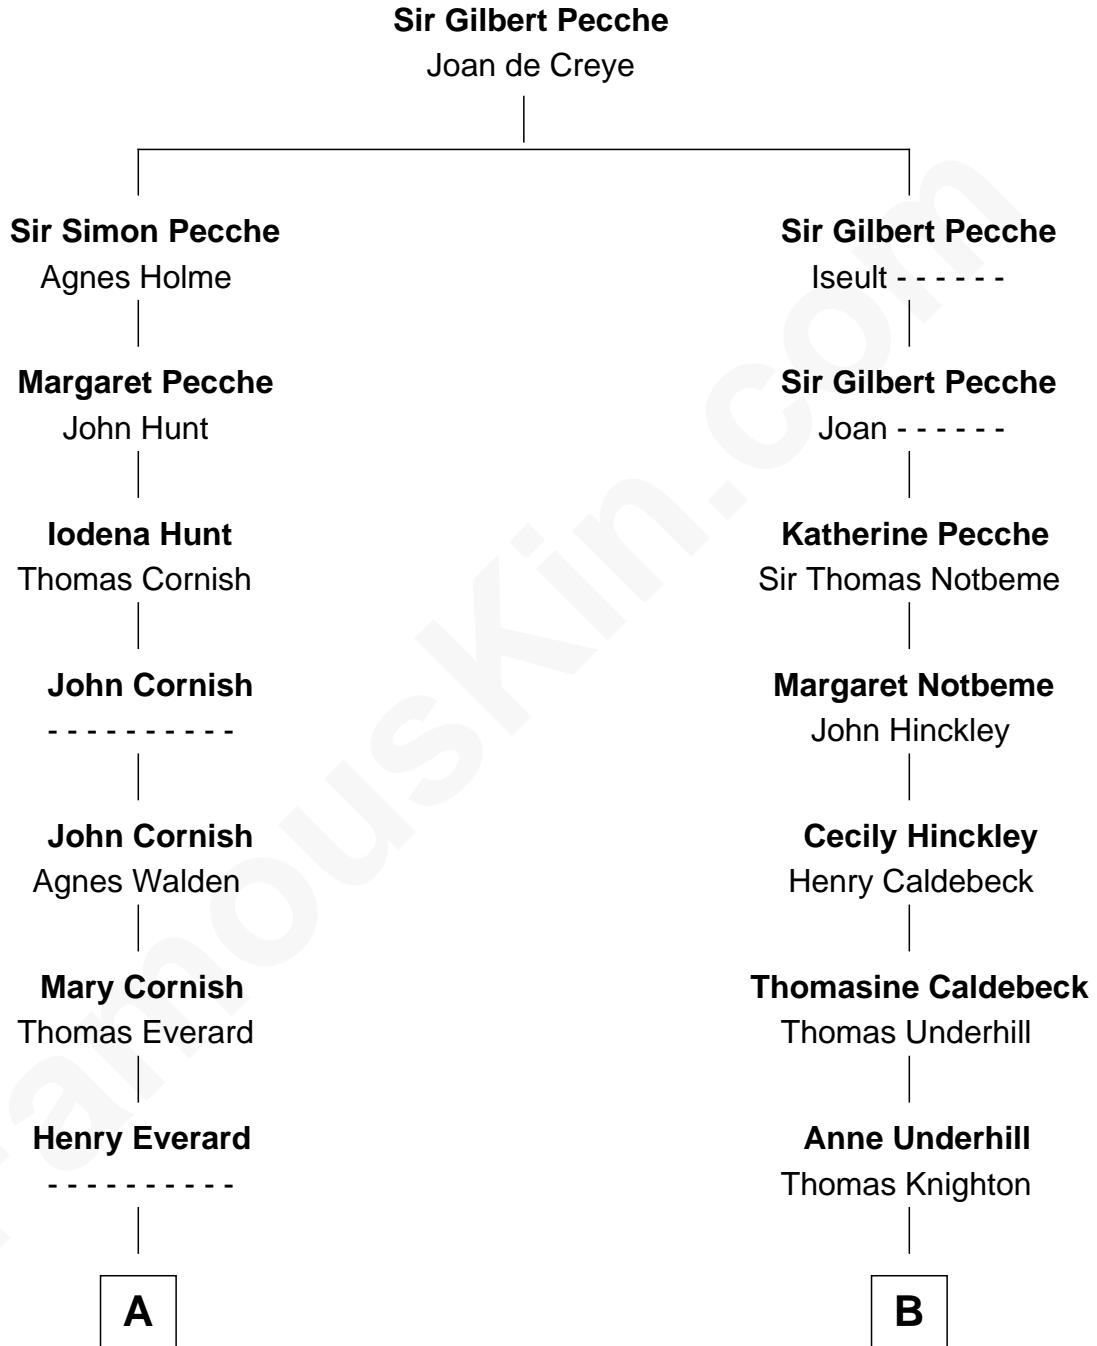 Sir Gilbert Pecche
Joan de Creye
Sir Simon Pecche
Agnes Holme
Sir Gilbert Pecche
Iseult - - - - - -
Margaret Pecche
John Hunt
Sir Gilbert Pecche
Joan - - - - - -
Iodena Hunt
Thomas Cornish
Katherine Pecche
Sir Thomas Notbeme
John Cornish
- - - - - - - - - -
Margaret Notbeme
John Hinckley
John Cornish
Agnes Walden
Cecily Hinckley
Henry Caldebeck
Mary Cornish
Thomas Everard
Thomasine Caldebeck
Thomas Underhill
Henry Everard
- - - - - - - - - -
Anne Underhill
Thomas Knighton
A
B
FamousKin.com